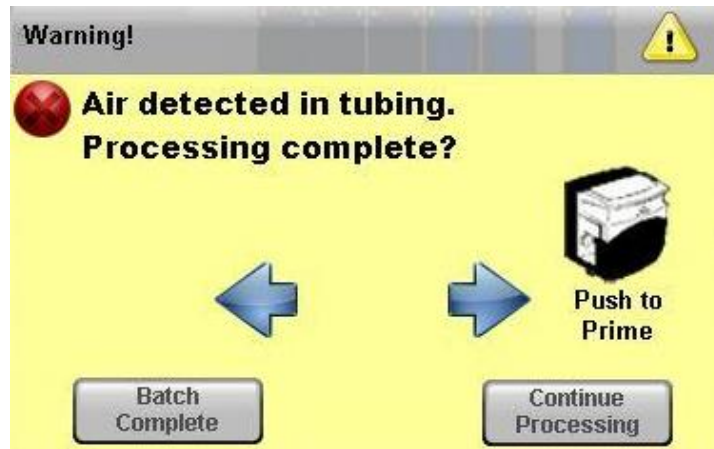 Warning!
Air detected in tubing.
Processing complete?
Push to
Prime
Batch
Complete
Continue
Processing